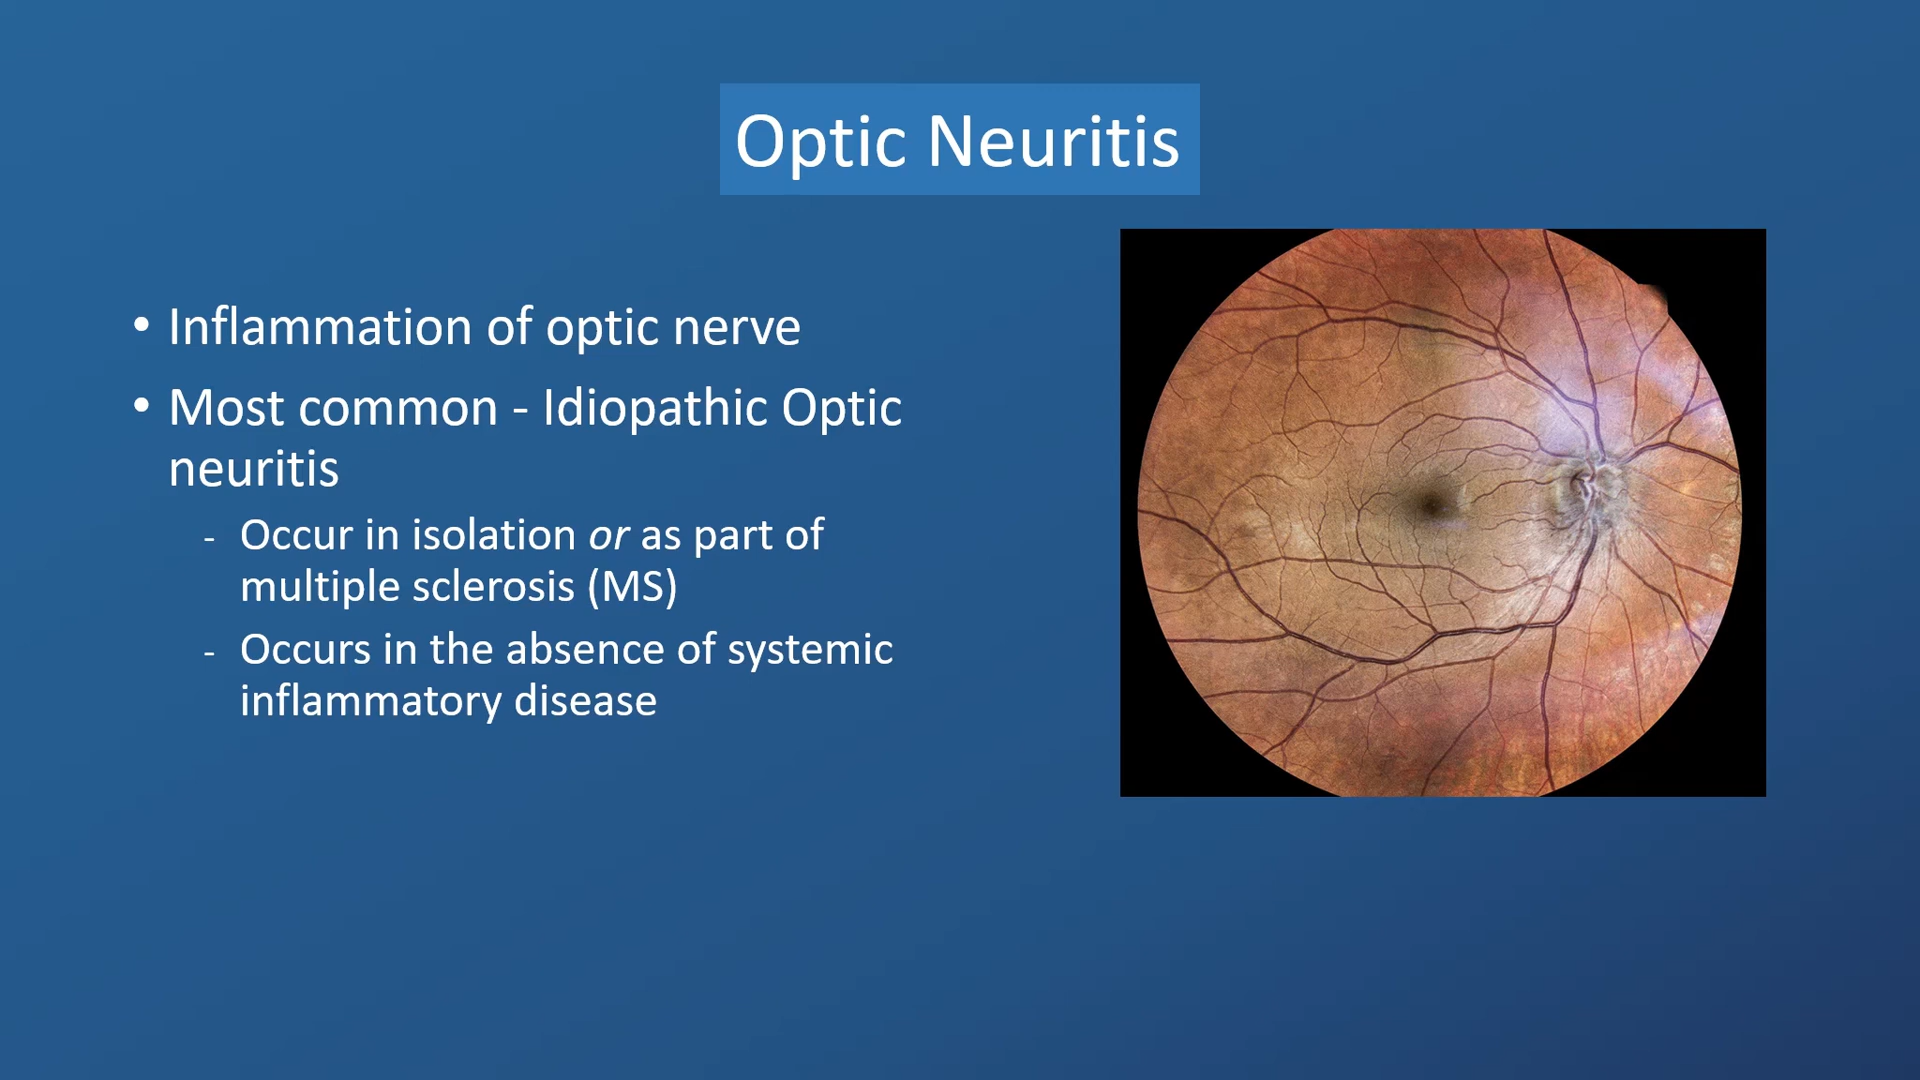 Optic Neuritis
• Inflammation of optic nerve
• Most common - Idiopathic Optic
neuritis
- Occur in isolation or as part of
multiple sclerosis (MS)
- Occurs in the absence of systemic
inflammatory disease